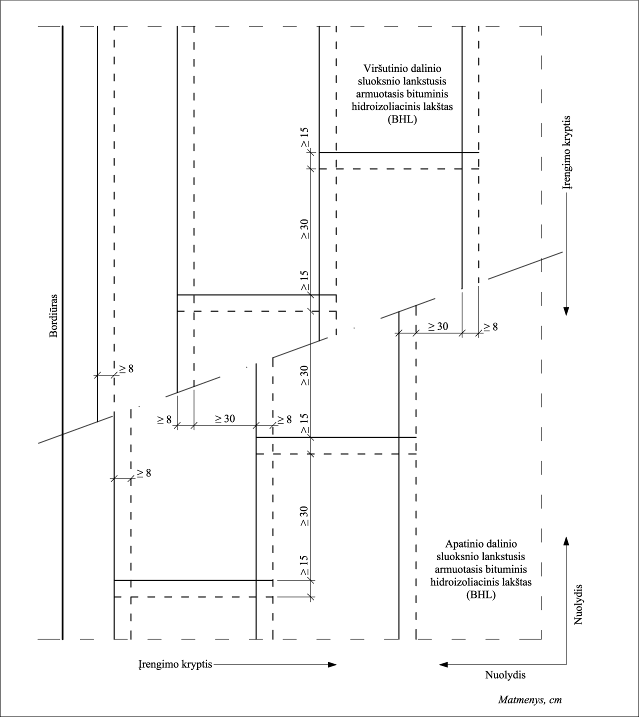 Viršutinio dalinio
sluoksnio lankstusis
armuotasis bituminis
hidroizoliacinis lakštas
(BHL)
≥ 15
Įrengimo kryptis
≥ 30
≥ 15
Bordiūras
≥ 30
≥ 8
≥ 8
≥ 30
≥ 8
≥ 30
≥ 8
≥ 15
≥ 8
≥ 30
Apatinio dalinio
sluoksnio lankstusis
armuotasis bituminis
hidroizoliacinis lakštas
(BHL)
≥ 15
Nuolydis
Įrengimo kryptis
Nuolydis
Matmenys, cm